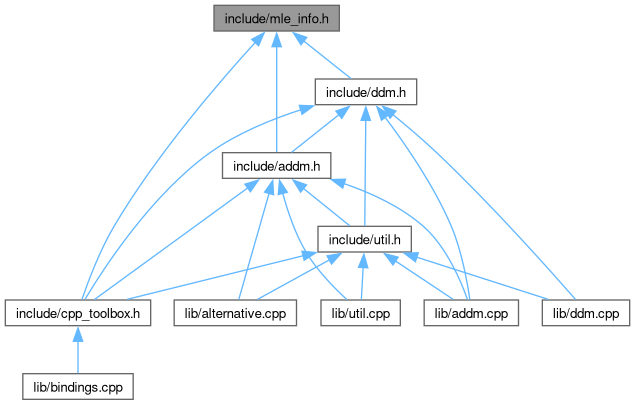 include/mle_info.h
include/ddm.h
include/addm.h
include/util.h
include/cpp_toolbox.h
lib/alternative.cpp
lib/util.cpp
lib/addm.cpp
lib/ddm.cpp
lib/bindings.cpp